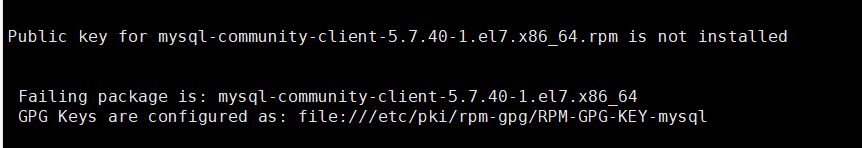 Public key for mysql-community-client-5.7.40-1.el7.x86_64.rpm is not installed
Failing package is: mysql-community-client-5.7.40-1.el7.x86_64
GPG Keys are configured as: file:///etc/pki/rpm-gpg/RPM-GPG-KEY-mysql